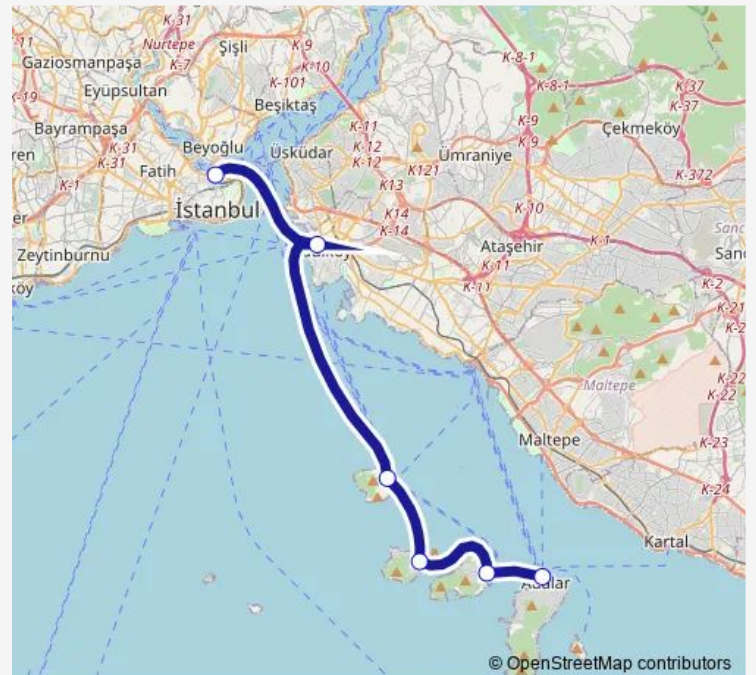 K-31
K-9
Şişli
Nurtepe
K-7
K-10
K-8-1
Gaziosmanpaşa
K-101
K-8-1
K-37
Eyüpsultan
K-37
K-19
Beşiktaş
K-11
K-9
Bayrampaşa
K-31
K-12
K-9
Çekmeköy
K-31
Beyoğlu
K-12
Üsküdar
K121
Ümraniye
Fatih
K-372
K-1
K13
İstanbul
K14
K-10
K-14
Ataşehir
K-1
Zeytinburnu
K-11
K-2
K-11
K-21
K-22
Maltepe
K-22
Maltepe
K-23
K-24
Kartal
Adalar
© OpenStreetMap contributors